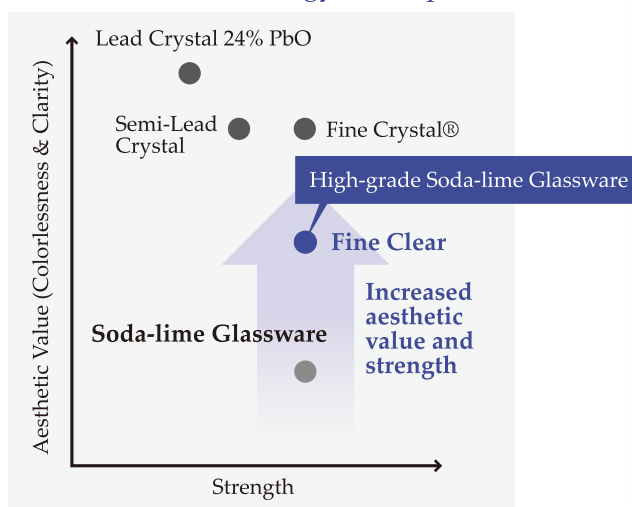 Lead Crystal 24% PbO
Semi-Lead
Crystal
Fine Crystal®
High-grade Soda-lime Glassware
Fine Clear
Increased
aesthetic
value and
strength
Soda-lime Glassware
Aesthetic Value (Colorlessness & Clarity)
Strength